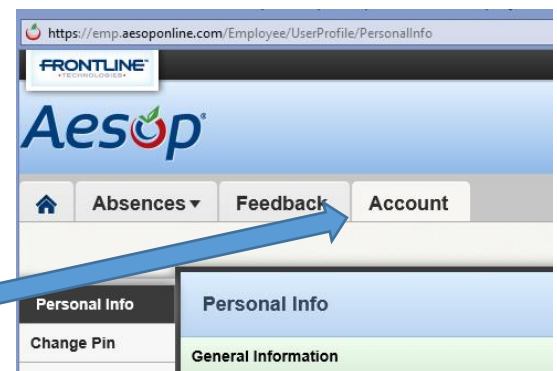 https://emp.aesoponline.com/Employee/UserProfile/PersonalInfo
FRONTLINE
TECHNOLOGIES
Aesop
Absences Feedback Account
Personal Info
Change Pin
Personal Info
General Information